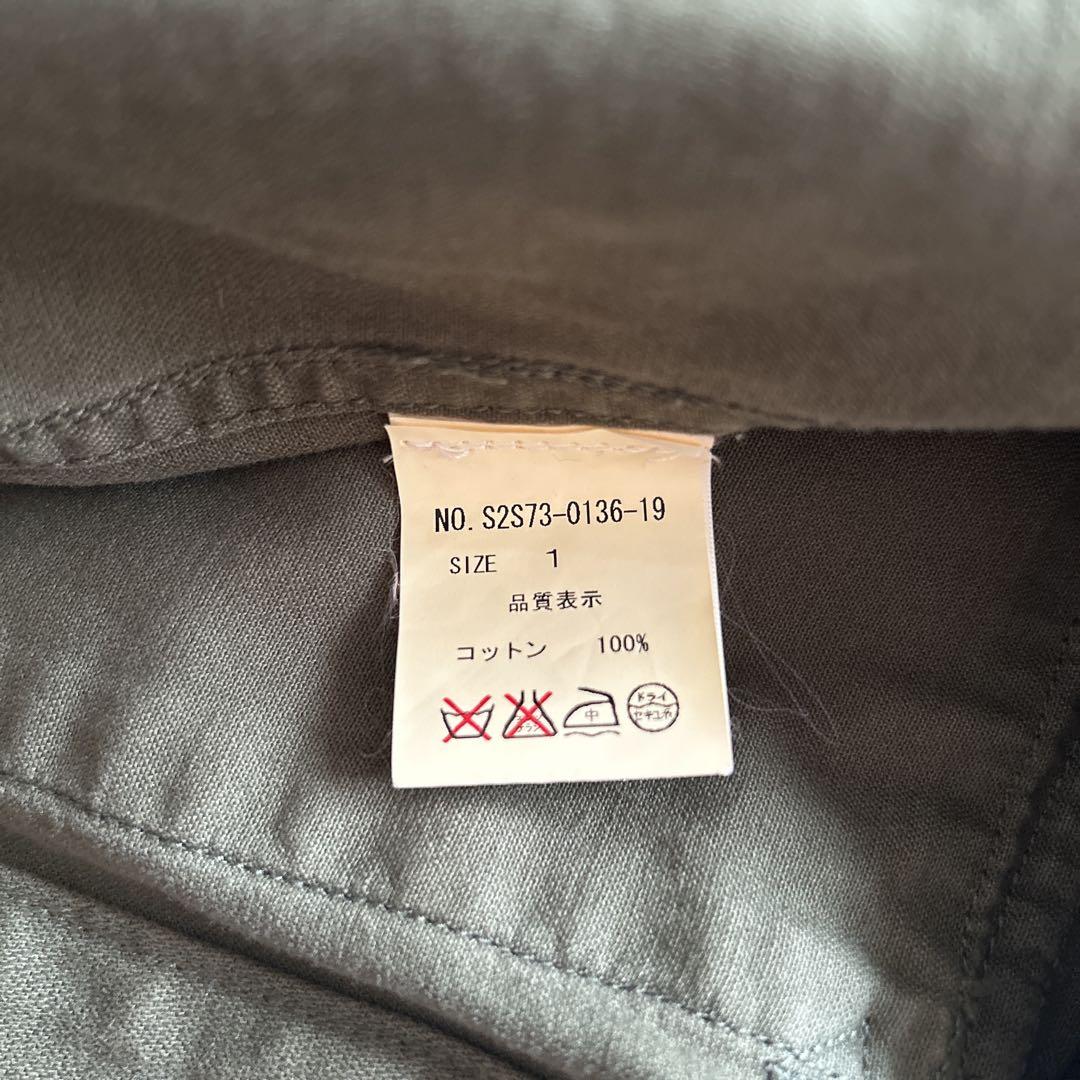 NO. S2S73-0136-19
SIZE 1
品質表示
コットン 100%
中
ドライ
セキユ系